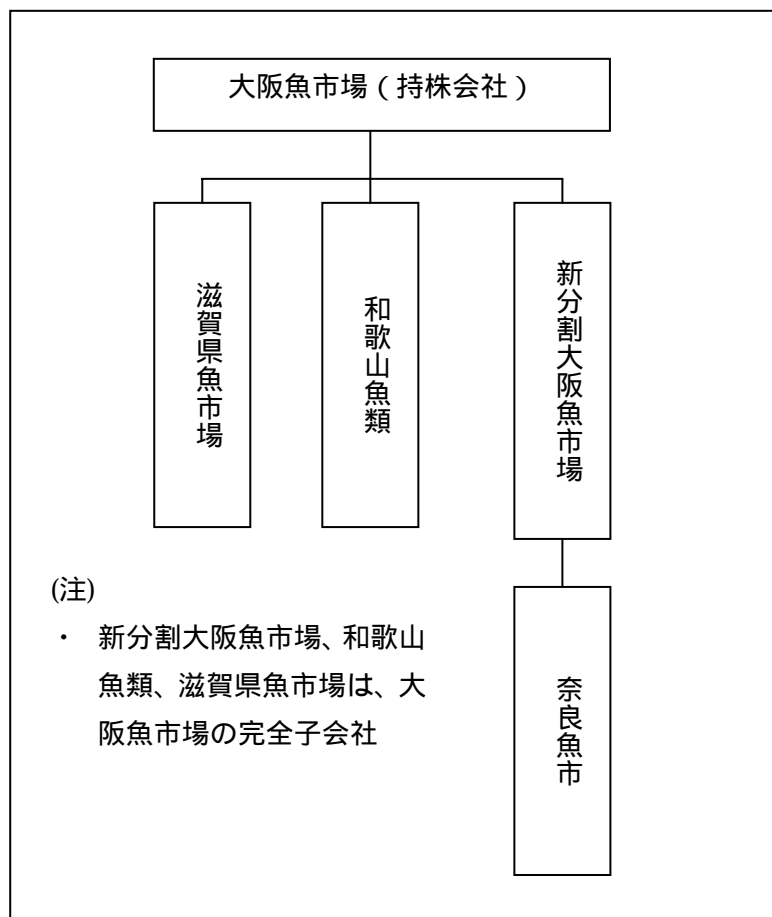 大阪魚市場(持株会社)
滋賀県魚市場
和歌山魚類
新分割大阪魚市場
(注)
・ 新分割大阪魚市場、和歌山
魚類、滋賀県魚市場は、大
阪魚市場の完全子会社
奈良魚市